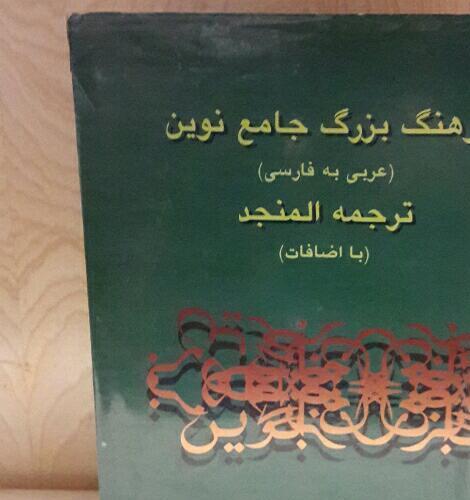 رهنگ بزرگ جامع نوین
(عربی به فارسی)
ترجمه المنجد
(با اضافات)